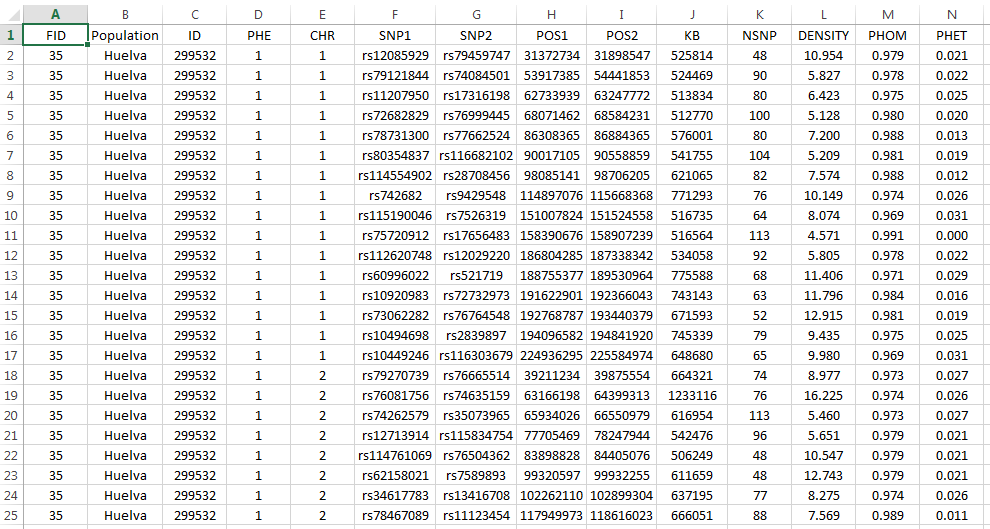 A B C D E F G H I J K L M N
1 FID Population ID PHE CHR SNP1 SNP2 POS1 POS2 KB NSNP DENSITY PHOM PHET
2 35 Huelva 299532 1 1 rs12085929 rs79459747 31372734 31898547 525814 48 10.954 0.979 0.021
3 35 Huelva 299532 1 1 rs79121844 rs74084501 53917385 54441853 524469 90 5.827 0.978 0.022
4 35 Huelva 299532 1 1 rs11207950 rs17316198 62733939 63247772 513834 80 6.423 0.975 0.025
5 35 Huelva 299532 1 1 rs72682829 rs76999445 68071462 68584231 512770 100 5.128 0.980 0.020
6 35 Huelva 299532 1 1 rs78731300 rs77662524 86308365 86884365 576001 80 7.200 0.988 0.013
7 35 Huelva 299532 1 1 rs80354837 rs116682102 90017105 90558859 541755 104 5.209 0.981 0.019
8 35 Huelva 299532 1 1 rs114554902 rs28708456 98085141 98706205 621065 82 7.574 0.988 0.012
9 35 Huelva 299532 1 1 rs742682 rs9429548 114897076 115668368 771293 76 10.149 0.974 0.026
10 35 Huelva 299532 1 1 rs115190046 rs7526319 151007824 151524558 516735 64 8.074 0.969 0.031
11 35 Huelva 299532 1 1 rs75720912 rs17656483 158390676 158907239 516564 113 4.571 0.991 0.000
12 35 Huelva 299532 1 1 rs112620748 rs12029220 186804285 187338342 534058 92 5.805 0.978 0.022
13 35 Huelva 299532 1 1 rs60996022 rs521719 188755377 189530964 775588 68 11.406 0.971 0.029
14 35 Huelva 299532 1 1 rs10920983 rs72732973 191622901 192366043 743143 63 11.796 0.984 0.016
15 35 Huelva 299532 1 1 rs73062282 rs76764548 192768787 193440379 671593 52 12.915 0.981 0.019
16 35 Huelva 299532 1 1 rs10494698 rs2839897 194096582 194841920 745339 79 9.435 0.975 0.025
17 35 Huelva 299532 1 1 rs10449246 rs116303679 224936295 225584974 648680 65 9.980 0.969 0.031
18 35 Huelva 299532 1 2 rs79270739 rs76665514 39211234 39875554 664321 74 8.977 0.973 0.027
19 35 Huelva 299532 1 2 rs76081756 rs74635159 63166198 64399313 1233116 76 16.225 0.974 0.026
20 35 Huelva 299532 1 2 rs74262579 rs35073965 65934026 66550979 616954 113 5.460 0.973 0.027
21 35 Huelva 299532 1 2 rs12713914 rs115834754 77705469 78247944 542476 96 5.651 0.979 0.021
22 35 Huelva 299532 1 2 rs114761069 rs76504362 83898828 84405076 506249 48 10.547 0.979 0.021
23 35 Huelva 299532 1 2 rs62158021 rs7589893 99320597 99932255 611659 48 12.743 0.979 0.021
24 35 Huelva 299532 1 2 rs34617783 rs13416708 102262110 102899304 637195 77 8.275 0.974 0.026
25 35 Huelva 299532 1 2 rs78467089 rs11123454 117949973 118616023 666051 88 7.569 0.989 0.011